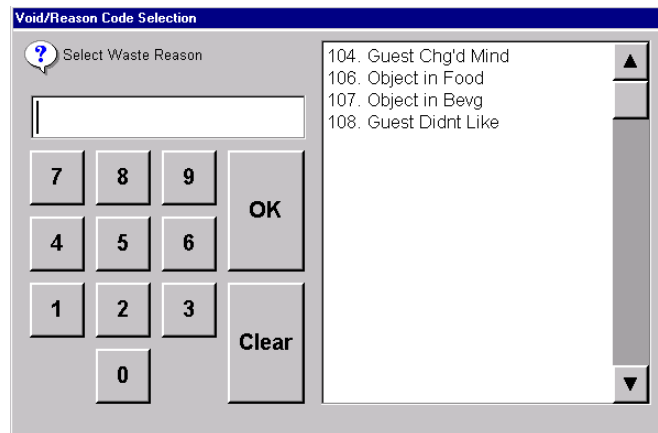 Void/Reason Code Selection
? Select Waste Reason
104. Guest Chg'd Mind
106. Object in Food
107. Object in Bevg
108. Guest Didnt Like
7 8 9
OK
4 5 6
1 2 3
Clear
0